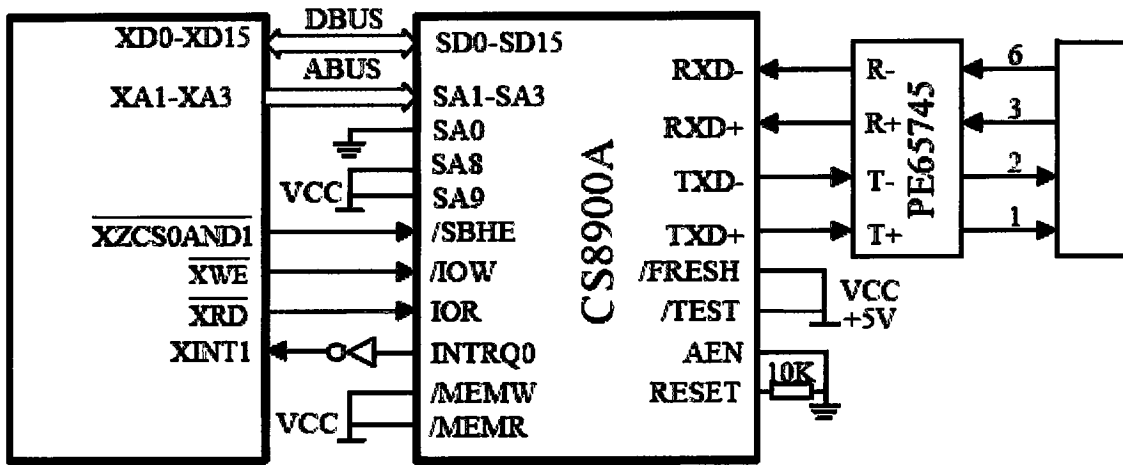 XD0-XD15
XA1-XA3
XZCS0AND1
XWE
XRD
XINT1
DBUS
ABUS
VCC
VCC
SD0-SD15
SA1-SA3
SA0
SA8
SA9
/SBHE
/IOW
IOR
INTRQ0
/MEMW
/MEMR
CS8900A
RXD-
RXD+
TXD-
TXD+
/FRESH
/TEST
AEN
RESET
VCC
+5V
10K
R-
R+
T-
T+
PE65745
6
3
2
1